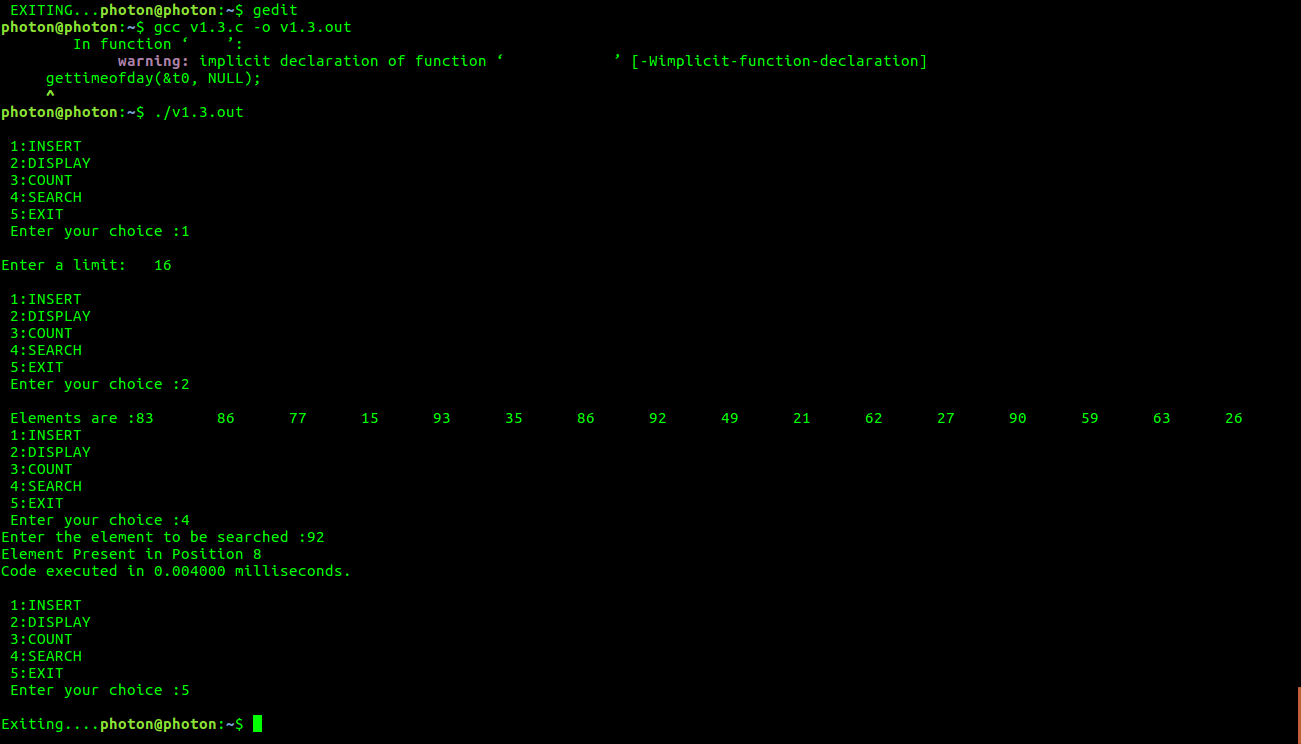 EXITING...photon@photon:~$ gedit
photon@photon:~$ gcc v1.3.c -o v1.3.out
In function ‘    ’:
warning: implicit declaration of function ‘            ’ [-Wimplicit-function-declaration]
gettimeofday(&t0, NULL);
^
photon@photon:~$ ./v1.3.out
1:INSERT
2:DISPLAY
3:COUNT
4:SEARCH
5:EXIT
Enter your choice :1
Enter a limit:   16
1:INSERT
2:DISPLAY
3:COUNT
4:SEARCH
5:EXIT
Enter your choice :2
Elements are :83       86      77      15      93      35      86      92      49      21      62      27      90      59      63      26
1:INSERT
2:DISPLAY
3:COUNT
4:SEARCH
5:EXIT
Enter your choice :4
Enter the element to be searched :92
Element Present in Position 8
Code executed in 0.004000 milliseconds.
1:INSERT
2:DISPLAY
3:COUNT
4:SEARCH
5:EXIT
Enter your choice :5
Exiting....photon@photon:~$